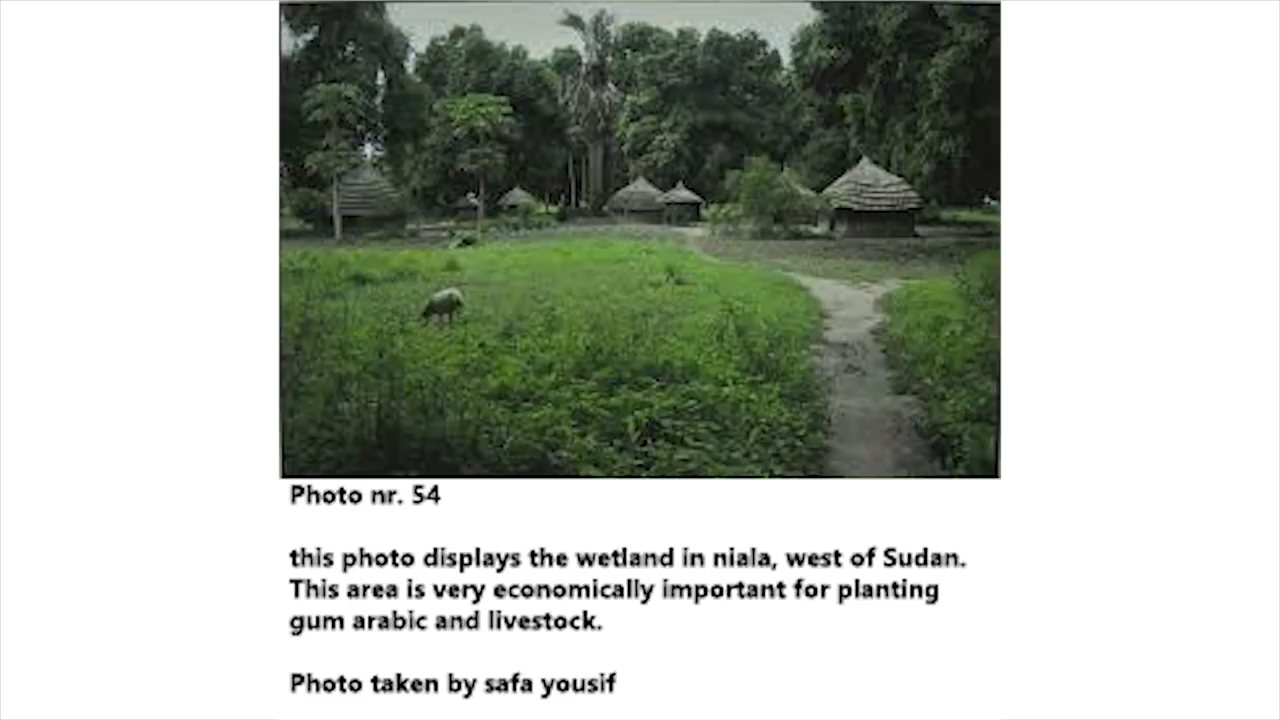 Photo nr. 54
this photo displays the wetland in niala, west of Sudan.
This area is very economically important for planting
gum arabic and livestock.
Photo taken by safa yousif